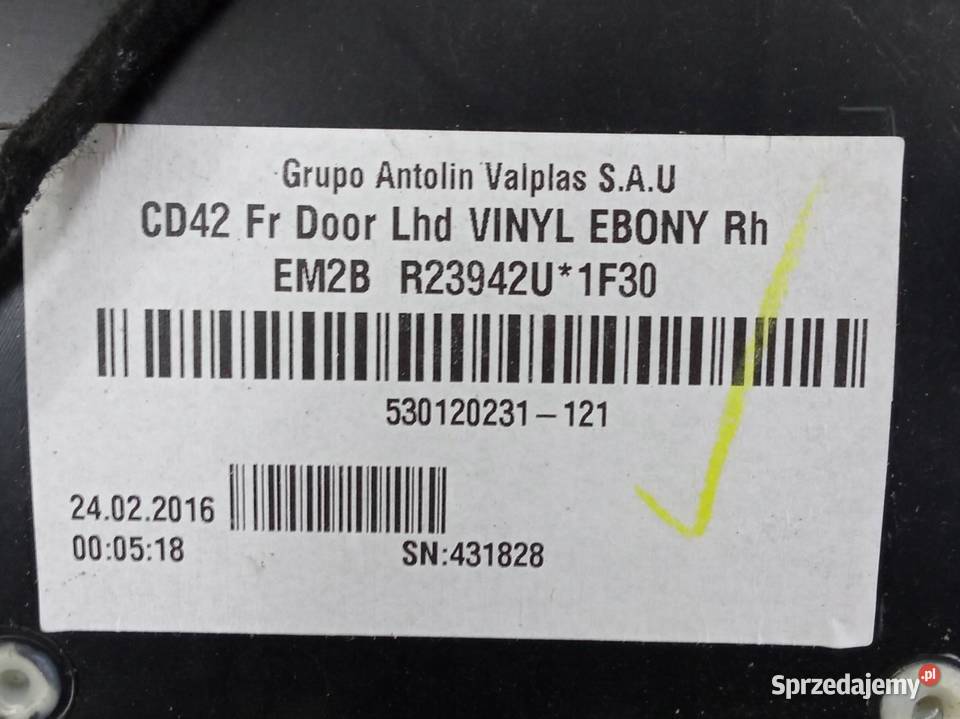 Grupo Antolin Valplas S.A.U
CD42 Fr Door Lhd VINYL EBONY Rh
EM2B R23942U*1F30
530120231-121
24.02.2016
00:05:18
SN:431828
Sprzedajemy.pl